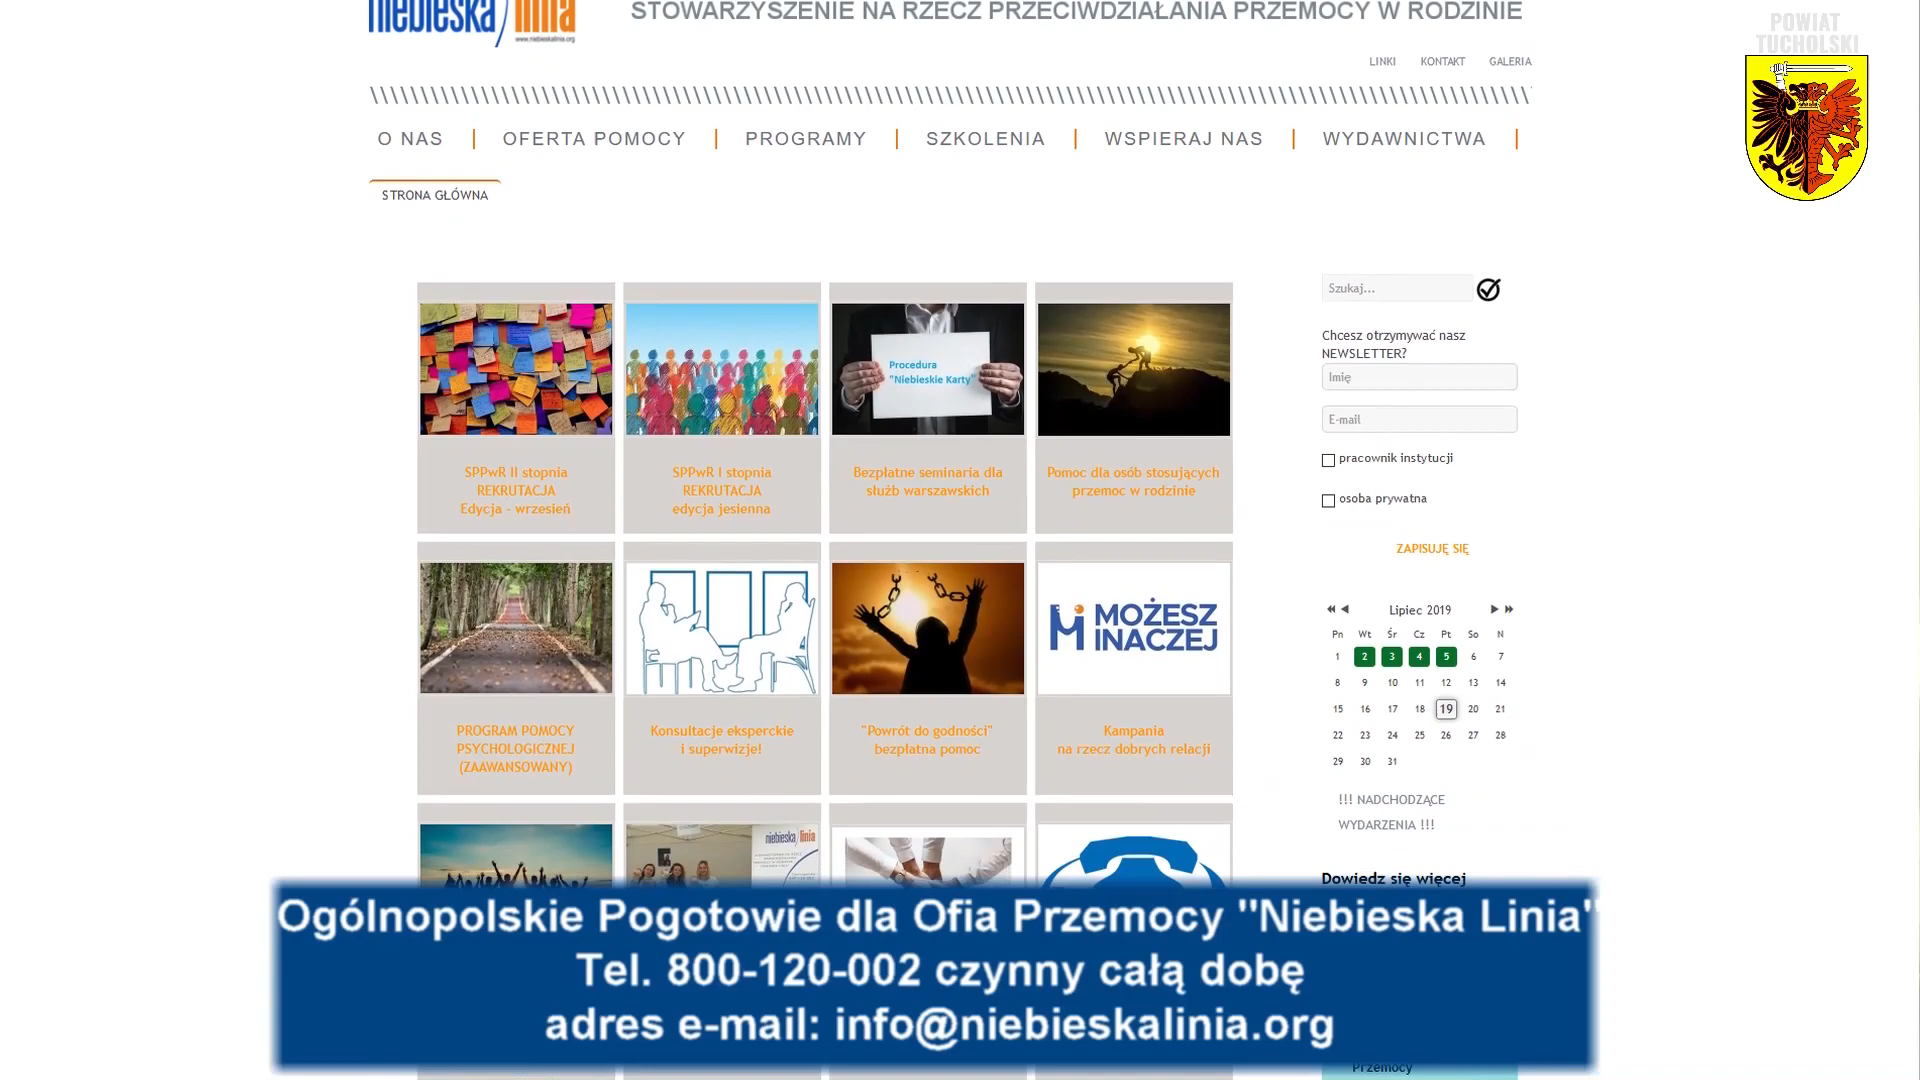 niebieska linia
www.niebieskalinia.org
STOWARZYSZENIE NA RZECZ PRZECIWDZIAŁANIA PRZEMOCY W RODZINIE
POWIAT
TUCHOLSKI
LINKI KONTAKT GALERIA
O NAS OFERTA POMOCY PROGRAMY SZKOLENIA WSPIERAJ NAS WYDAWNICTWA
STRONA GŁÓWNA
Procedura
"Niebieskie Karty"
SPPwR II stopnia
REKRUTACJA
Edycja - wrzesień
SPPwR I stopnia
REKRUTACJA
edycja jesienna
Bezpłatne seminaria dla
służb warszawskich
Pomoc dla osób stosujących
przemoc w rodzinie
MOŻESZ
INACZEJ
PROGRAM POMOCY
PSYCHOLOGICZNEJ
(ZAAWANSOWANY)
Konsultacje eksperckie
i superwizje!
"Powrót do godności"
bezpłatna pomoc
Kampania
na rzecz dobrych relacji
niebieska linia
Szukaj...
Chcesz otrzymywać nasz
NEWSLETTER?
Imię
E-mail
pracownik instytucji
osoba prywatna
ZAPISUJĘ SIĘ
Lipiec 2019
Pn Wt Śr Cz Pt So N
1 2 3 4 5 6 7
8 9 10 11 12 13 14
15 16 17 18 19 20 21
22 23 24 25 26 27 28
29 30 31
!!! NADCHODZĄCE
WYDARZENIA !!!
Dowiedz się więcej
Ogólnopolskie Pogotowie dla Ofia Przemocy "Niebieska Linia"
Tel. 800-120-002 czynny całą dobę
adres e-mail: info@niebieskalinia.org
Przemocy